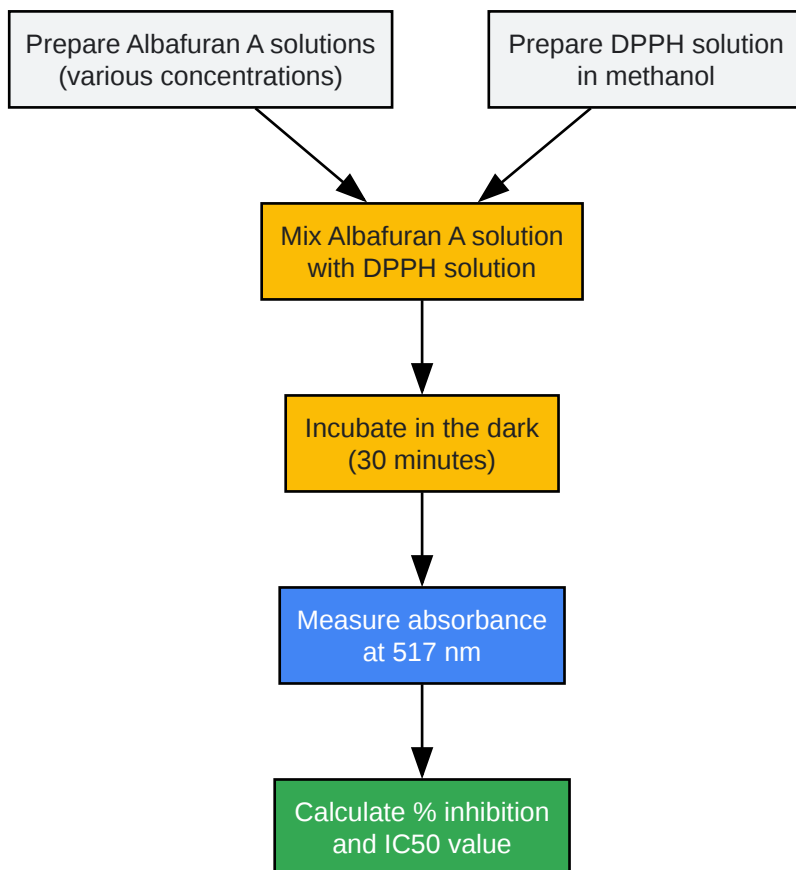 Prepare Albafuran A solutions
(various concentrations)
Prepare DPPH solution
in methanol
Mix Albafuran A solution
with DPPH solution
Incubate in the dark
(30 minutes)
Measure absorbance
at 517 nm
Calculate % inhibition
and IC50 value